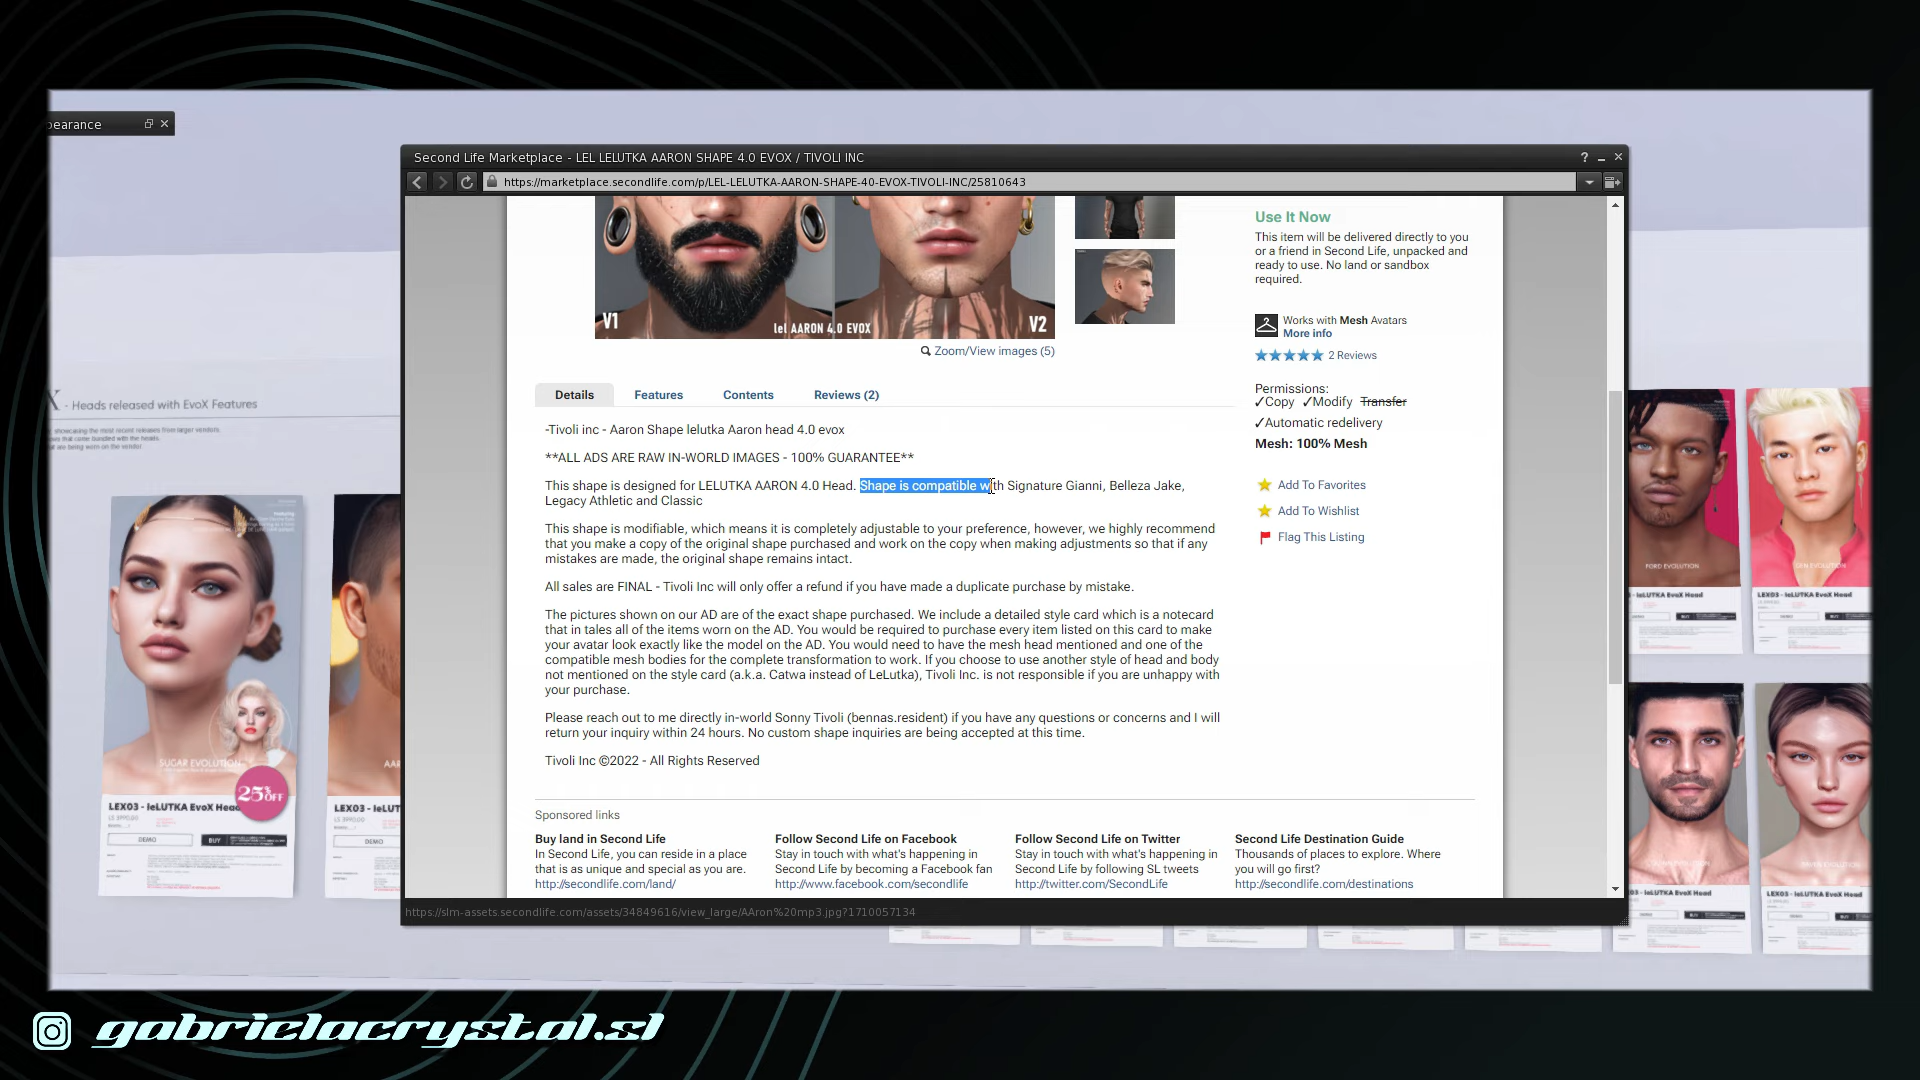 pearance
Second Life Marketplace - LEL LELUTKA AARON SHAPE 4.0 EVOX / TIVOLI INC
https://marketplace.secondlife.com/p/LEL-LELUTKA-AARON-SHAPE-40-EVOX-TIVOLI-INC/25810643
V1
lel AARON 4.0 EVOX
V2
Zoom/View images (5)
Use It Now
This item will be delivered directly to you
or a friend in Second Life, unpacked and
ready to use. No land or sandbox
required.
Works with Mesh Avatars
More info
2 Reviews
Permissions:
✓Copy ✓Modify Transfer
✓Automatic redelivery
Mesh: 100% Mesh
Add To Favorites
Add To Wishlist
Flag This Listing
Details
Features
Contents
Reviews (2)
-Tivoli inc - Aaron Shape lelutka Aaron head 4.0 evox
**ALL ADS ARE RAW IN-WORLD IMAGES - 100% GUARANTEE**
This shape is designed for LELUTKA AARON 4.0 Head. Shape is compatible with Signature Gianni, Belleza Jake,
Legacy Athletic and Classic
This shape is modifiable, which means it is completely adjustable to your preference, however, we highly recommend
that you make a copy of the original shape purchased and work on the copy when making adjustments so that if any
mistakes are made, the original shape remains intact.
All sales are FINAL - Tivoli Inc will only offer a refund if you have made a duplicate purchase by mistake.
The pictures shown on our AD are of the exact shape purchased. We include a detailed style card which is a notecard
that in tales all of the items worn on the AD. You would be required to purchase every item listed on this card to make
your avatar look exactly like the model on the AD. You would need to have the mesh head mentioned and one of the
compatible mesh bodies for the complete transformation to work. If you choose to use another style of head and body
not mentioned on the style card (a.k.a. Catwa instead of LeLutka), Tivoli Inc. is not responsible if you are unhappy with
your purchase.
Please reach out to me directly in-world Sonny Tivoli (bennas.resident) if you have any questions or concerns and I will
return your inquiry within 24 hours. No custom shape inquiries are being accepted at this time.
Tivoli Inc ©2022 - All Rights Reserved
Sponsored links
Buy land in Second Life
In Second Life, you can reside in a place
that is as unique and special as you are.
http://secondlife.com/land/
Follow Second Life on Facebook
Stay in touch with what's happening in
Second Life by becoming a Facebook fan
http://www.facebook.com/secondlife
Follow Second Life on Twitter
Stay in touch with what's happening in
Second Life by following SL tweets
http://twitter.com/SecondLife
Second Life Destination Guide
Thousands of places to explore. Where
you will go first?
http://secondlife.com/destinations
https://slm-assets.secondlife.com/assets/34849616/view_large/AAron%20mp3.jpg?1710057134
X - Heads released with EvoX Features
SUGAR EVOLUTION
25% OFF
LEX03 - leLUTKA EvoX Head
DEMO
BUY
AAR
LEX03 - leLUT
DEMO
FORD EVOLUTION
- leLUTKA EvoX Head
LEX03 - leLUTKA EvoX Head
leLUTKA EvoX Head
LEX03 - leLUTKA EvoX Head
gabrielacrystal.sl